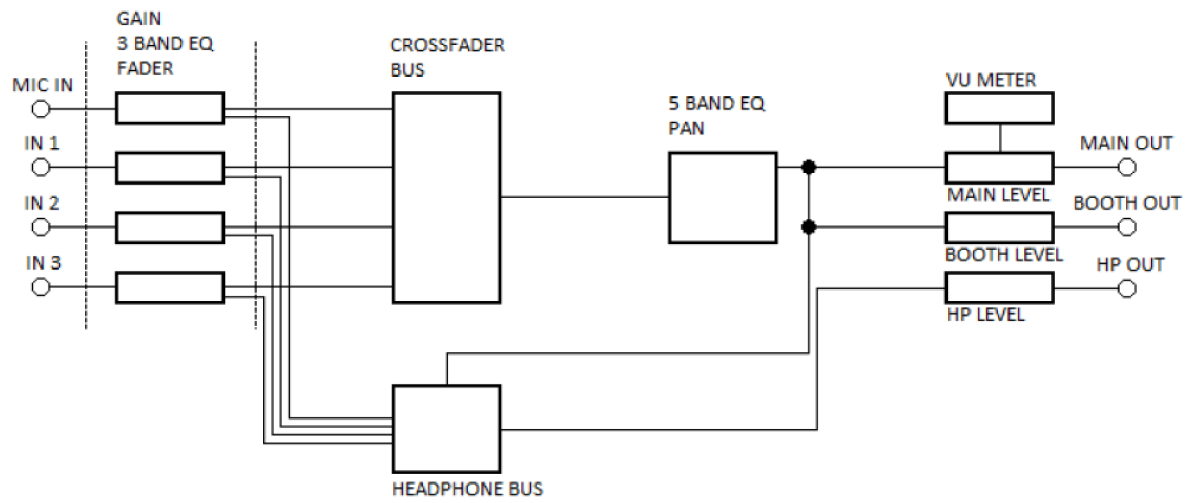 GAIN
3 BAND EQ
FADER
MIC IN
IN 1
IN 2
IN 3
CROSSFADER
BUS
5 BAND EQ
PAN
VU METER
MAIN OUT
MAIN LEVEL
BOOTH OUT
BOOTH LEVEL
HP OUT
HP LEVEL
HEADPHONE BUS